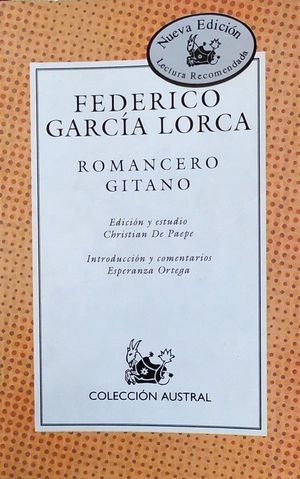 Nueva Edición
Lectura Recomendada
FEDERICO
GARCÍA LORCA
ROMANCERO
GITANO
Edición y estudio
Christian De Paepe
Introducción y comentarios
Esperanza Ortega
COLECCIÓN AUSTRAL